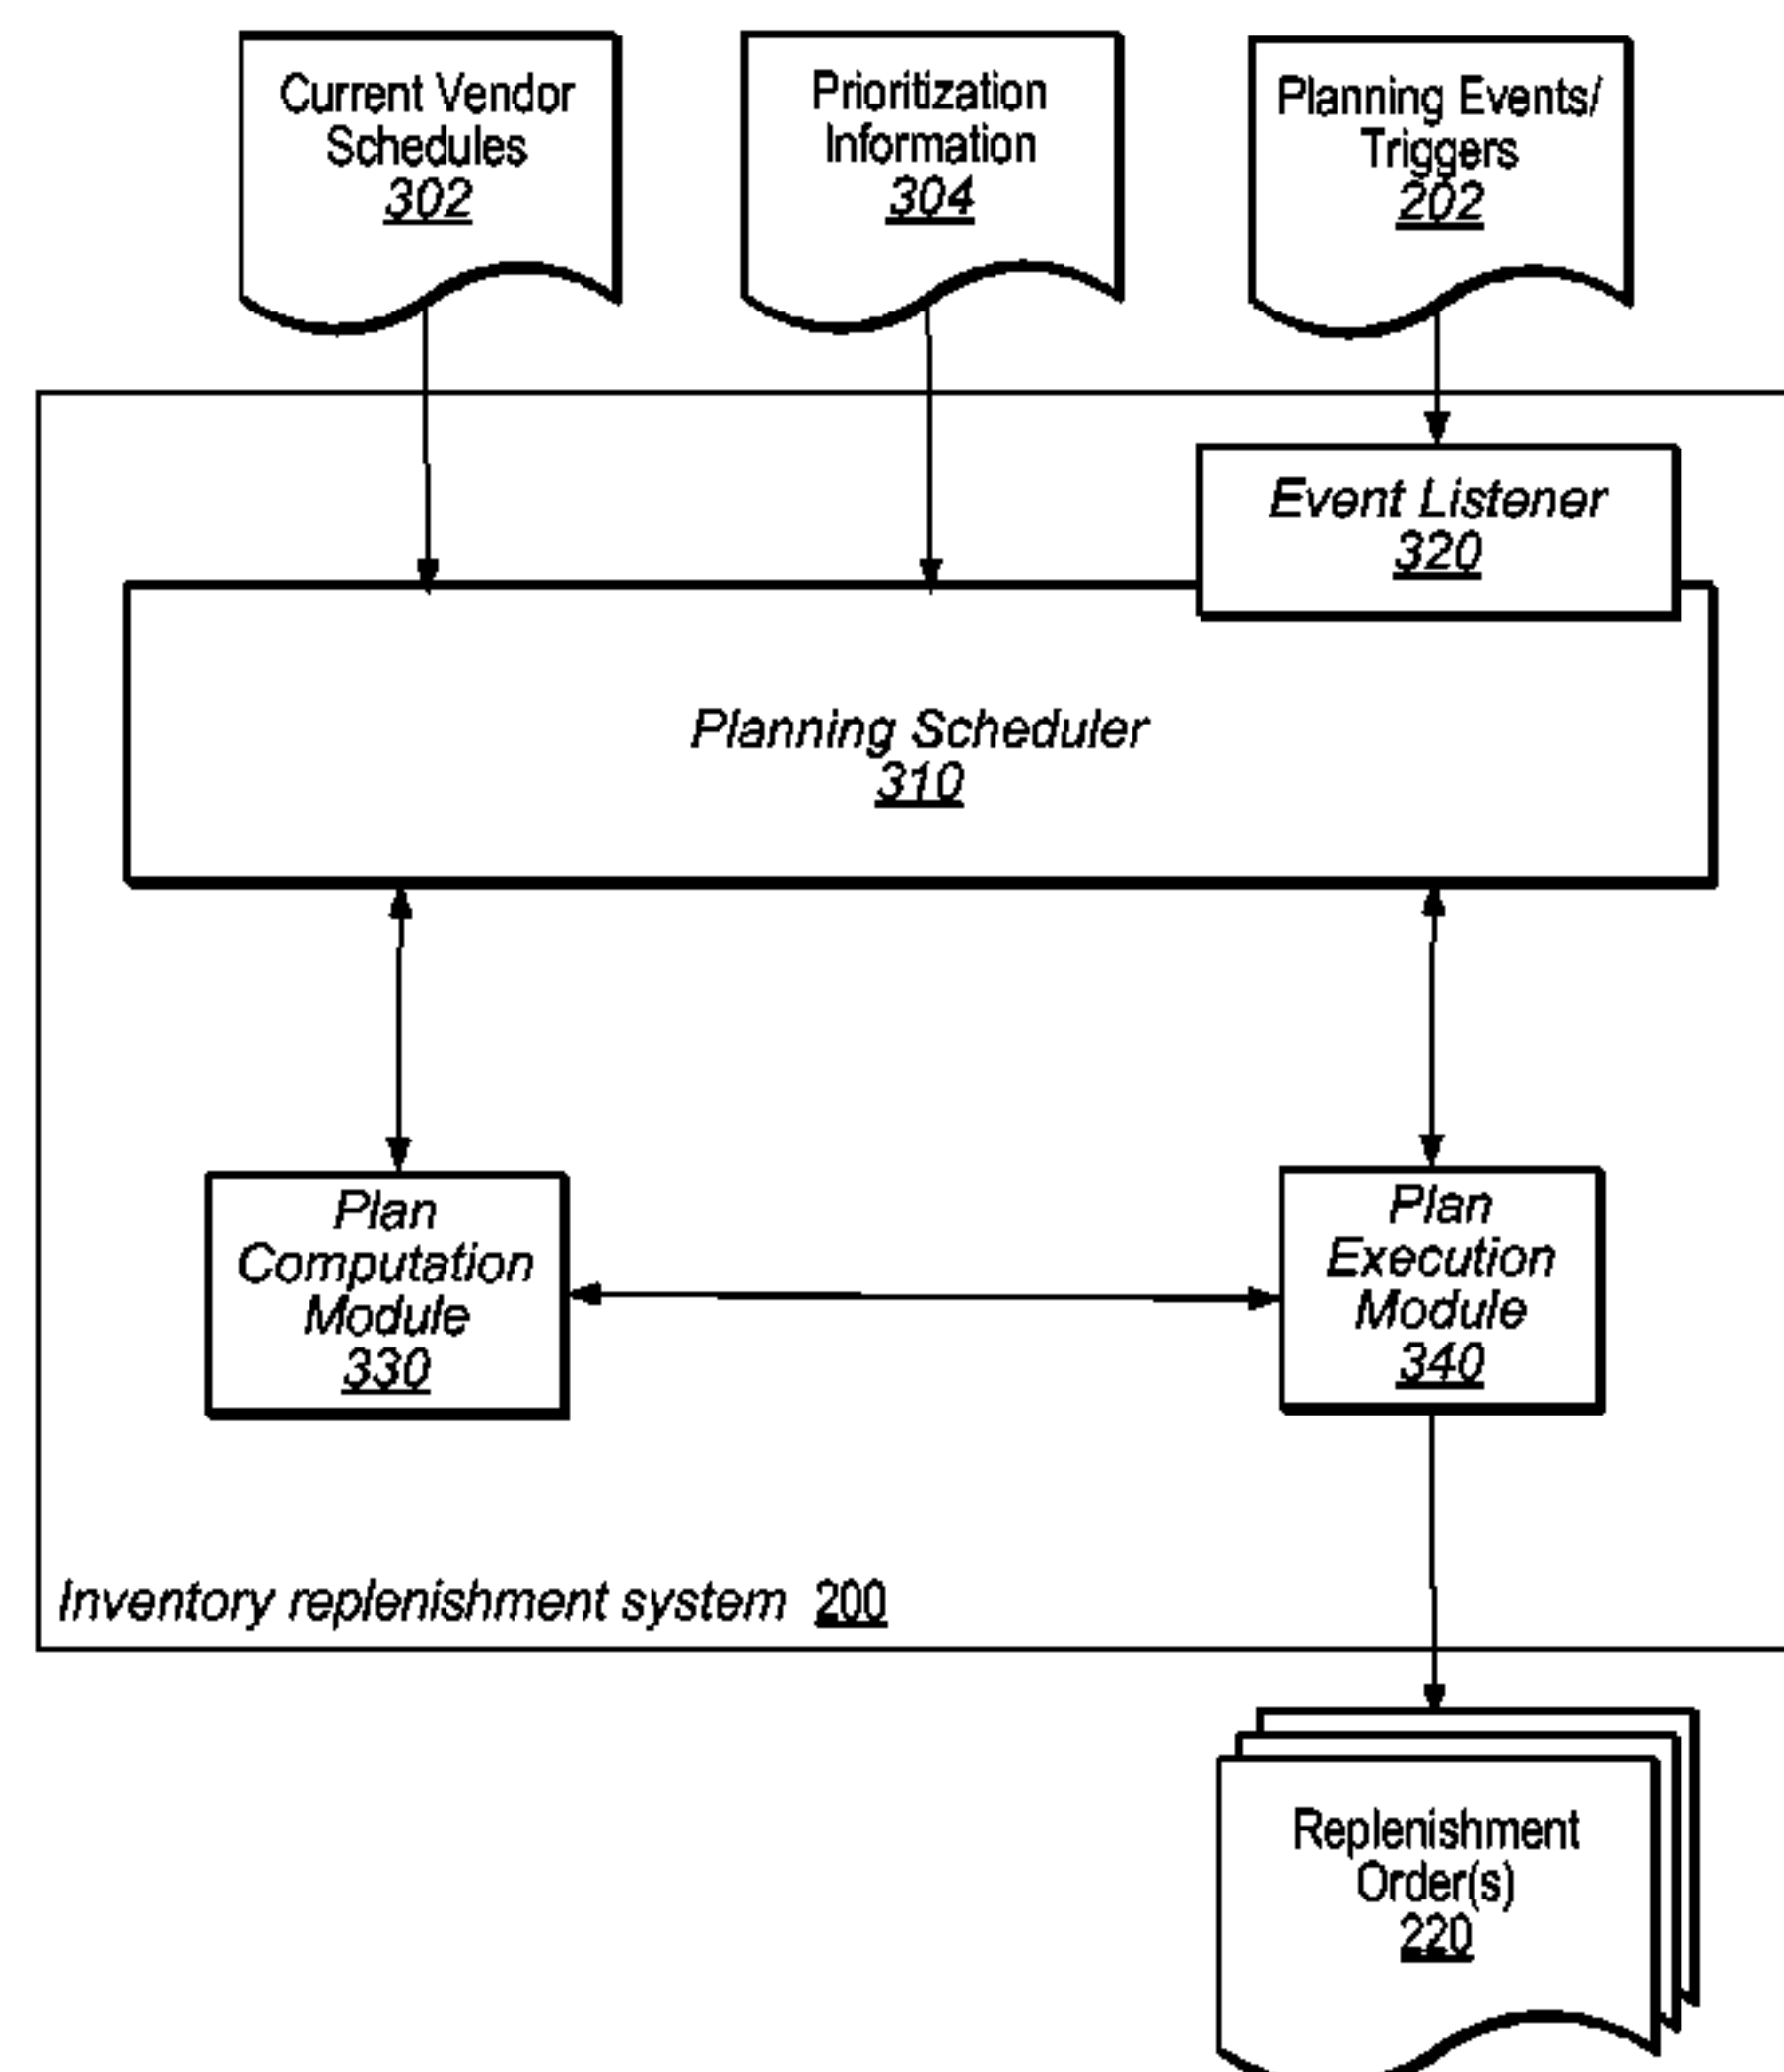 Current Vendor
Schedules
302
Prioritization
Information
304
Planning Events/
Triggers
202
Event Listener
320
Planning Scheduler
310
Plan
Computation
Module
330
Plan
Execution
Module
340
Inventory replenishment system 200
Replenishment
Order(s)
220